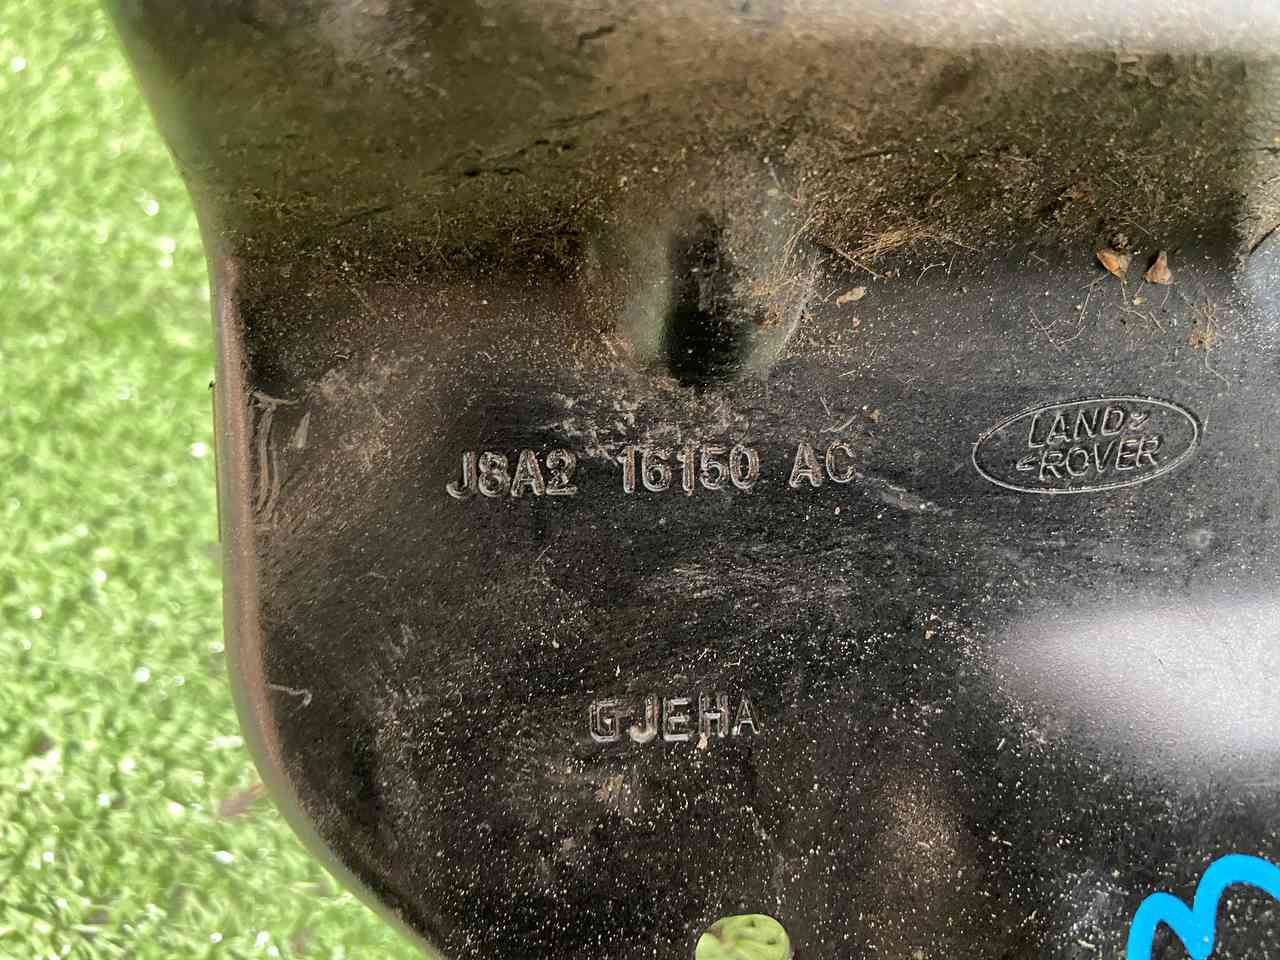 J8A2 16150 AC
LAND
ROVER
GJEHA